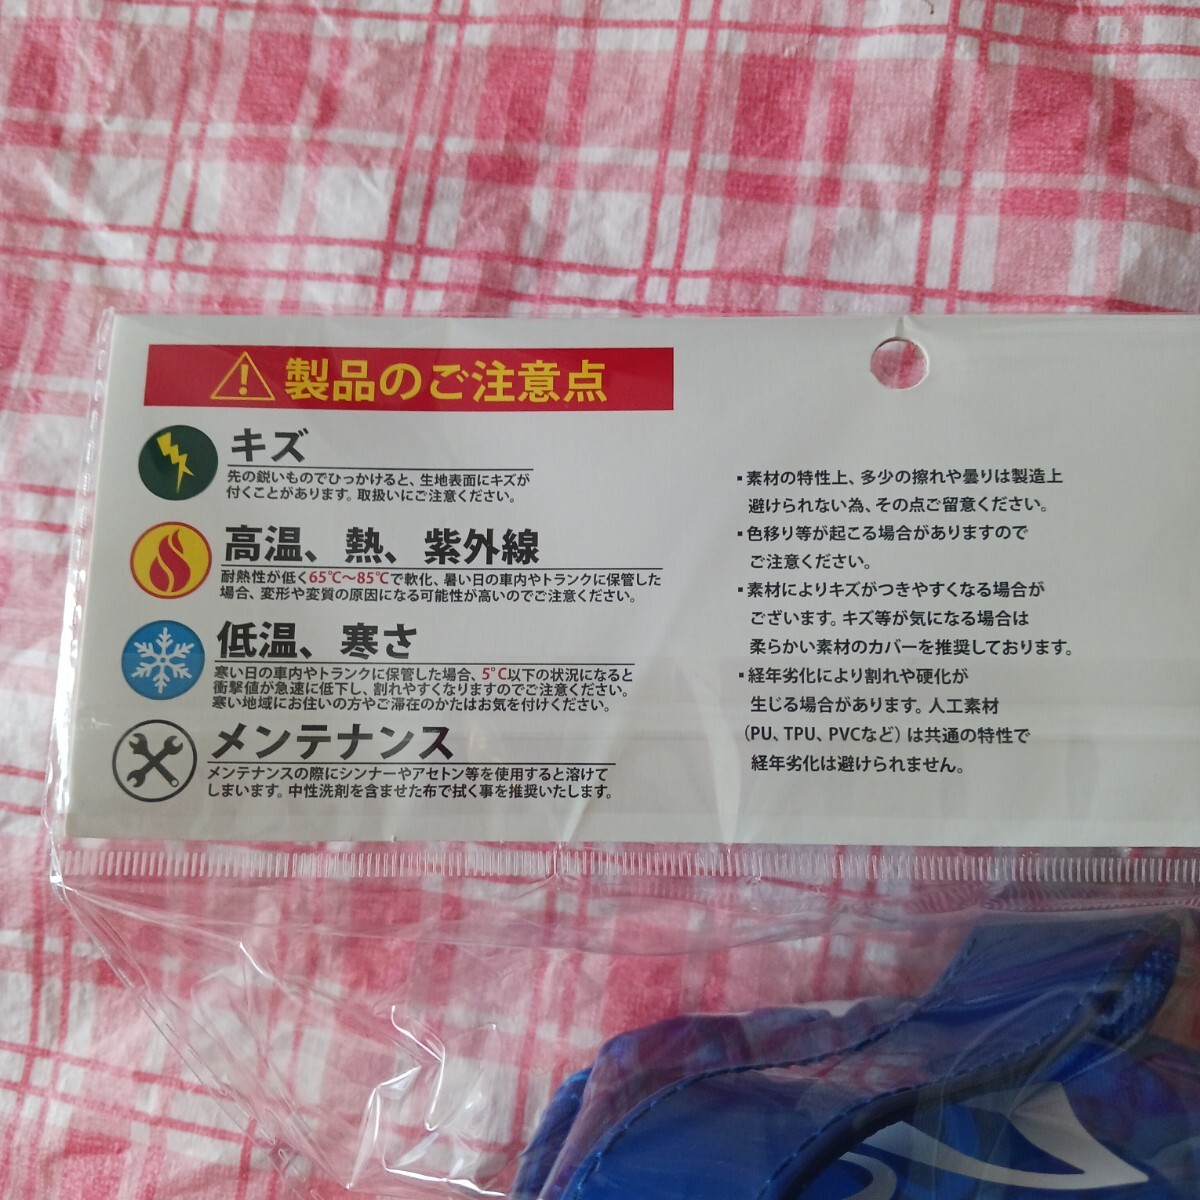 製品のご注意点
キズ
先の鋭いものでひっかけると、生地表面にキズが
付くことがあります。取扱いにご注意ください。
高温、熱、紫外線
耐熱性が低く65℃～85℃で軟化、暑い日の車内やトランクに保管した
場合、変形や変質の原因になる可能性が高いのでご注意ください。
低温、寒さ
寒い日の車内やトランクに保管した場合、5℃以下の状況になると
衝撃値が急速に低下し、割れやすくなりますのでご注意ください。
寒い地域にお住いの方やご滞在のかたはお気を付けください。
メンテナンス
メンテナンスの際にシンナーやアセトン等を使用すると溶けて
しまいます。中性洗剤を含ませた布で拭く事を推奨いたします。
▪素材の特性上、多少の擦れや曇りは製造上
避けられない為、その点ご留意ください。
▪色移り等が起こる場合がありますので
ご注意ください。
▪素材によりキズがつきやすくなる場合が
ございます。キズ等が気になる場合は
柔らかい素材のカバーを推奨しております。
▪経年劣化により割れや硬化が
生じる場合があります。人工素材
（PU、TPU、PVCなど）は共通の特性で
経年劣化は避けられません。